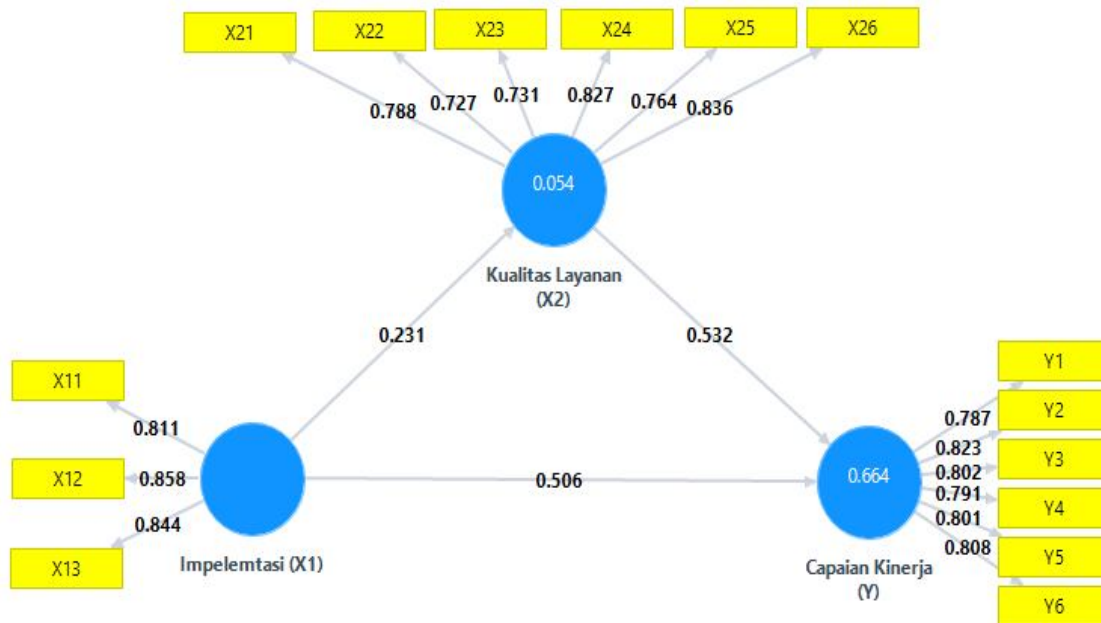 X21
X22
X23
X24
X25
X26
0.788
0.727
0.731
0.827
0.764
0.836
0.054
Kualitas Layanan
(X2)
0.231
0.532
X11
X12
X13
0.811
0.858
0.844
Impelemtasi (X1)
0.506
0.664
Capaian Kinerja
(Y)
0.787
0.823
0.802
0.791
0.801
0.808
Y1
Y2
Y3
Y4
Y5
Y6